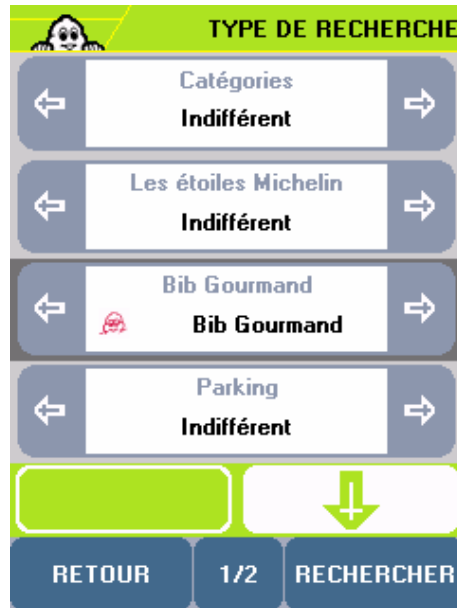 TYPE DE RECHERCHE
Catégories
Indifférent
Les étoiles Michelin
Indifférent
Bib Gourmand
Bib Gourmand
Parking
Indifférent
RETOUR 1/2 RECHERCHER